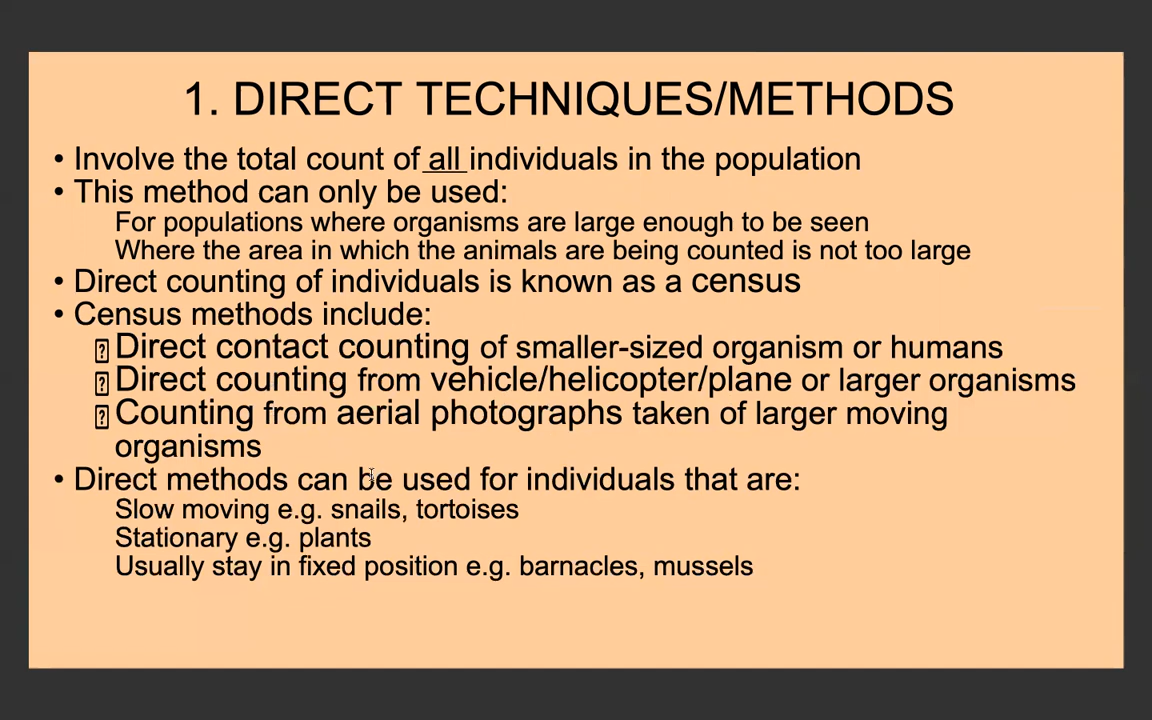 1. DIRECT TECHNIQUES/METHODS
• Involve the total count of all individuals in the population
• This method can only be used:
For populations where organisms are large enough to be seen
Where the area in which the animals are being counted is not too large
• Direct counting of individuals is known as a census
• Census methods include:
Direct contact counting of smaller-sized organism or humans
Direct counting from vehicle/helicopter/plane or larger organisms
Counting from aerial photographs taken of larger moving
organisms
• Direct methods can be used for individuals that are:
Slow moving e.g. snails, tortoises
Stationary e.g. plants
Usually stay in fixed position e.g. barnacles, mussels